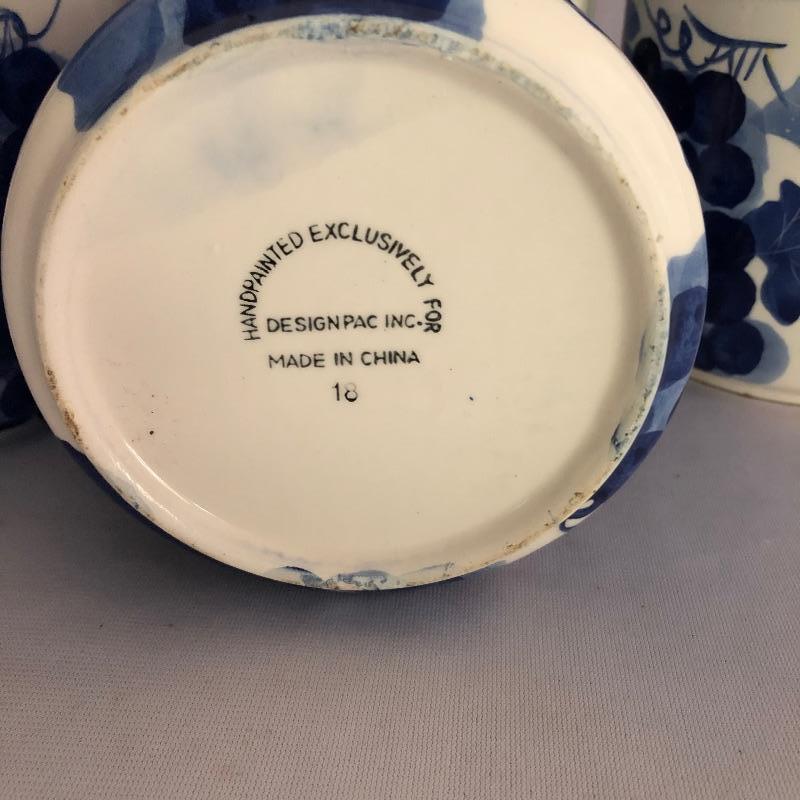 HANDPAINTED EXCLUSIVELY FOR
DESIGNPAC INC.
MADE IN CHINA
18